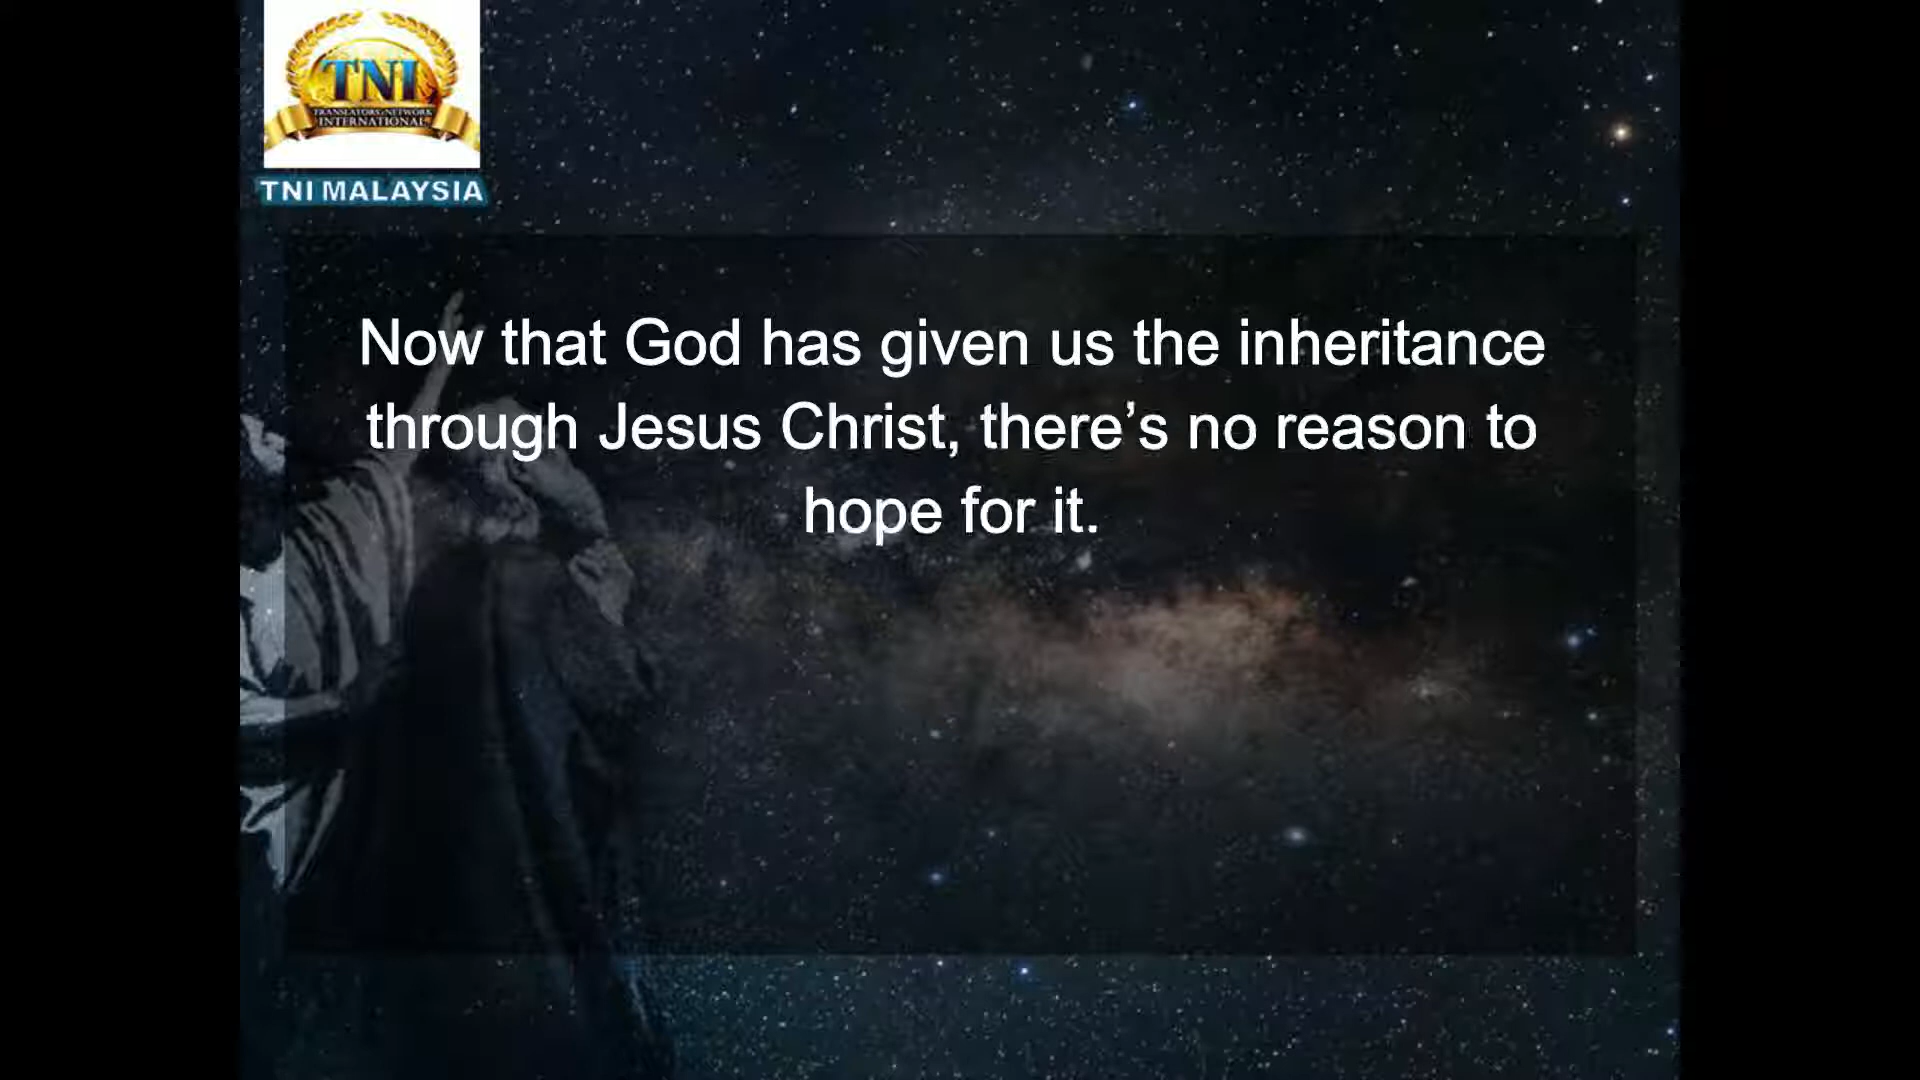 TNI
TRANSLATORS NETWORK
INTERNATIONAL
TNI MALAYSIA
Now that God has given us the inheritance
through Jesus Christ, there’s no reason to
hope for it.